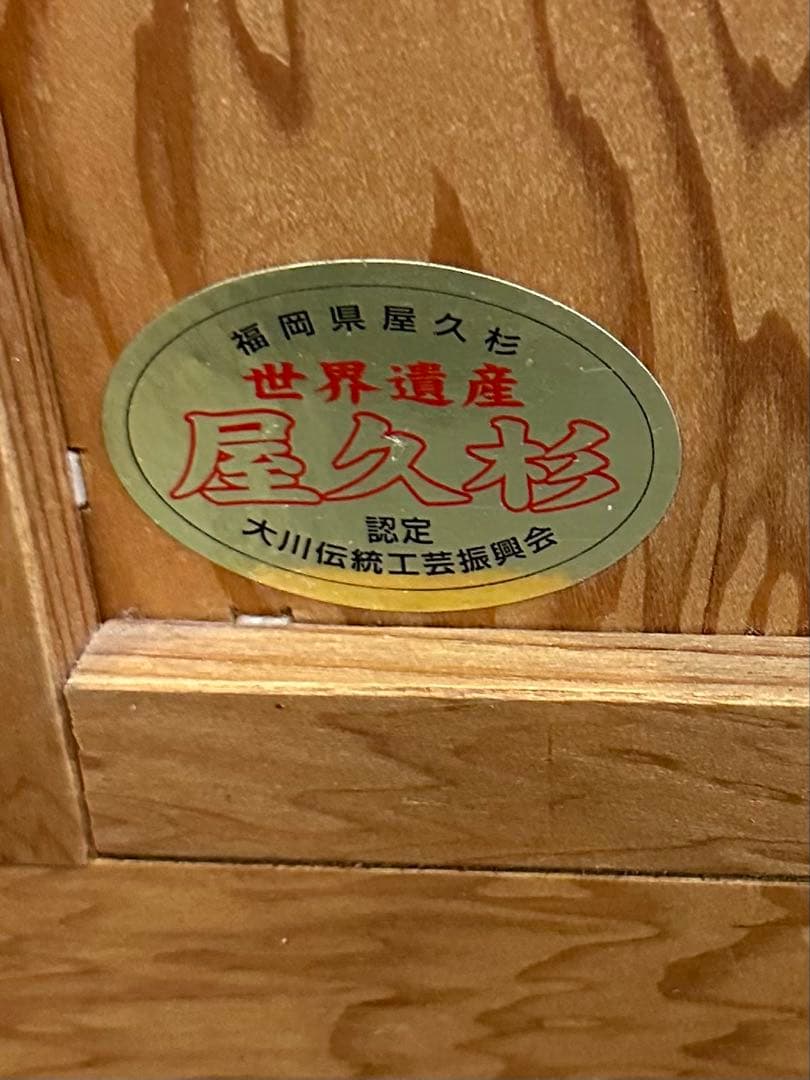 福岡県屋久杉
世界遺産
屋久杉
認定
大川伝統工芸振興会